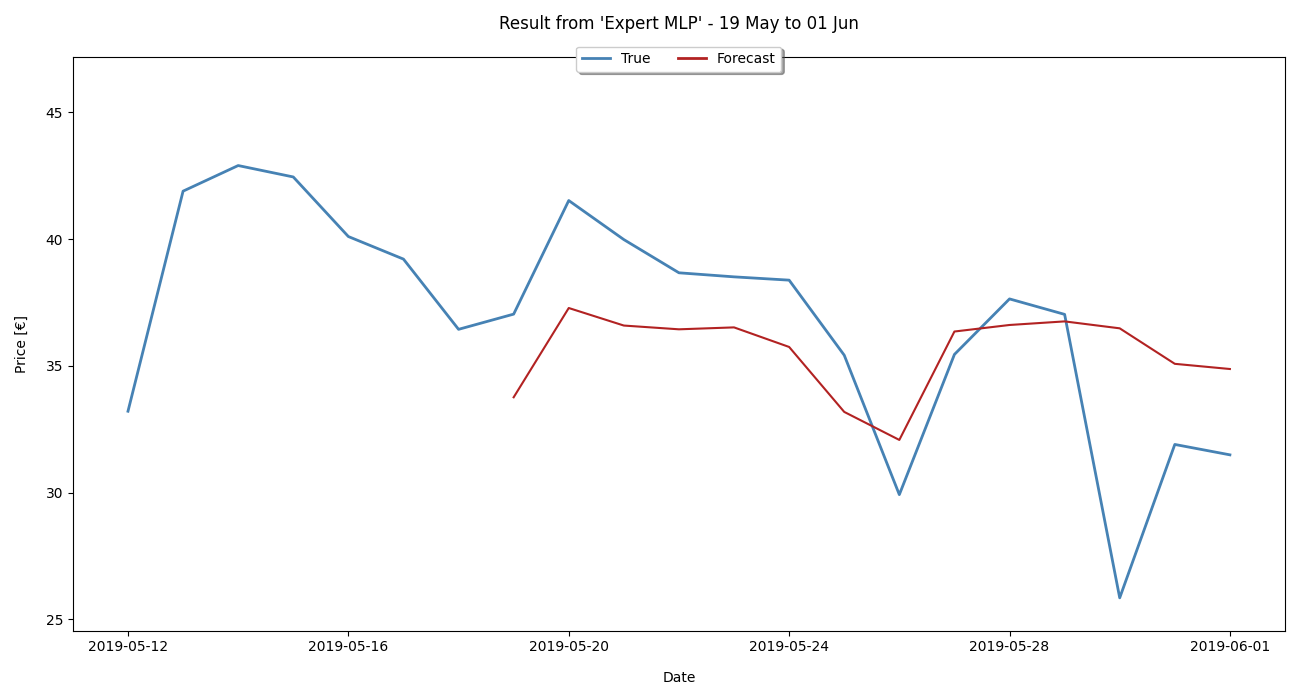 Result from 'Expert MLP' - 19 May to 01 Jun
True Forecast
45
40
35
30
25
Price [€]
2019-05-12 2019-05-16 2019-05-20 2019-05-24 2019-05-28 2019-06-01
Date